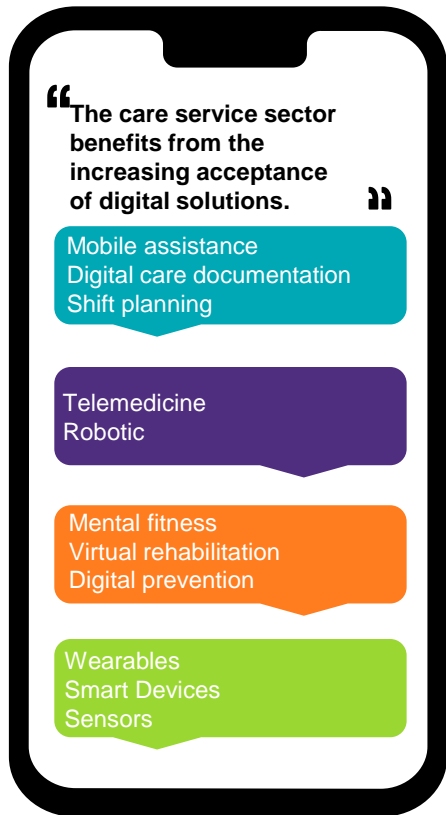 “The care service sector
benefits from the
increasing acceptance
of digital solutions. ”
Mobile assistance
Digital care documentation
Shift planning
Telemedicine
Robotic
Mental fitness
Virtual rehabilitation
Digital prevention
Wearables
Smart Devices
Sensors